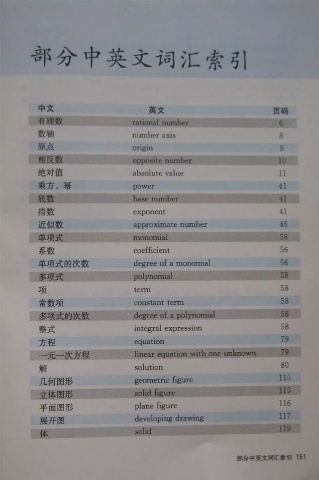 部分中英文词汇索引
中文 英文 页码
有理数 rational number 6
数轴 number axis 8
原点 origin 8
相反数 opposite number 10
绝对值 absolute value 11
乘方、幂 power 41
底数 base number 41
指数 exponent 41
近似数 approximate number 46
单项式 monomial 56
系数 coefficient 56
单项式的次数 degree of a monomial 56
多项式 polynomial 58
项 term 58
常数项 constant term 58
多项式的次数 degree of a polynomial 58
整式 integral expression 58
方程 equation 79
一元一次方程 linear equation with one unknown 79
解 solution 80
几何图形 geometric figure 115
立体图形 solid figure 115
平面图形 plane figure 116
展开图 developing drawing 117
体 solid 119
部分中英文词汇索引 151